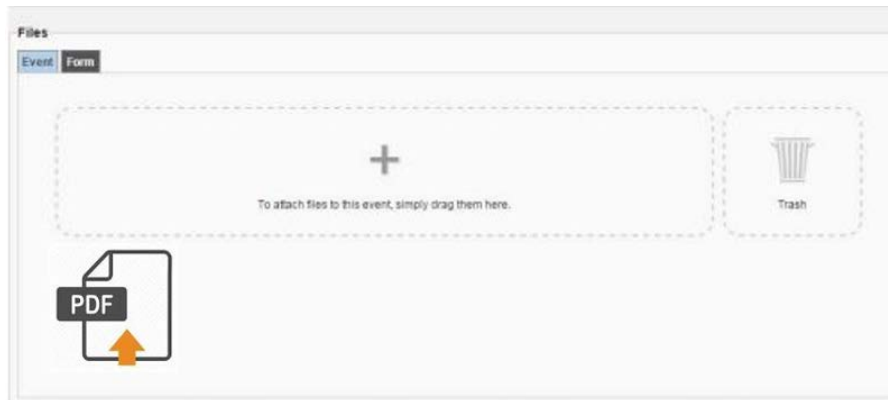 Files
Event Form
To attach files to this event, simply drag them here.
Trash
PDF